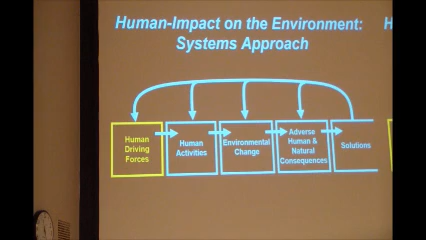 Human-Impact on the Environment:
Systems Approach
H
Human
Driving
Forces
Human
Activities
Environmental
Change
Adverse
Human &
Natural
Consequences
Solutions